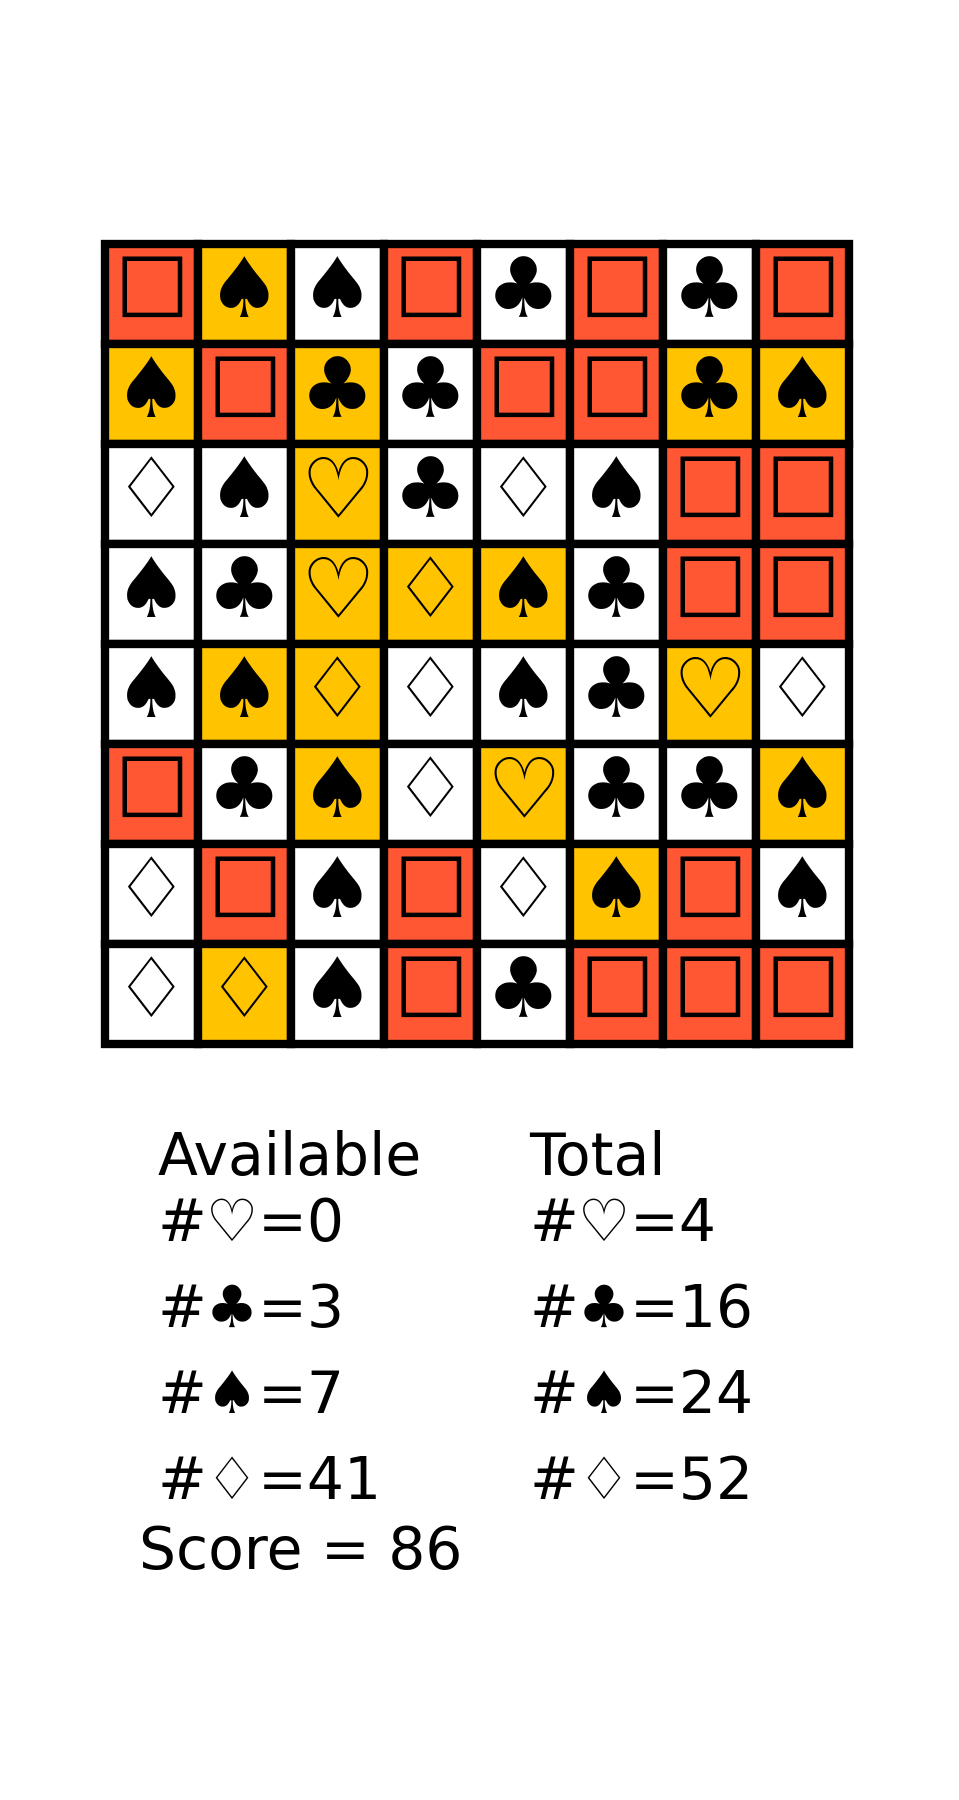 □ ♠ ♠ □ ♣ □ ♣ □
♠ □ ♣ ♣ □ □ ♣ ♠
♢ ♠ ♡ ♣ ♢ ♠ □ □
♠ ♣ ♡ ♢ ♠ ♣ □ □
♠ ♠ ♢ ♢ ♠ ♣ ♡ ♢
□ ♣ ♠ ♢ ♡ ♣ ♣ ♠
♢ □ ♠ □ ♢ ♠ □ ♠
♢ ♢ ♠ □ ♣ □ □ □
Available Total
#♡=0 #♡=4
#♣=3 #♣=16
#♠=7 #♠=24
#♢=41 #♢=52
Score = 86